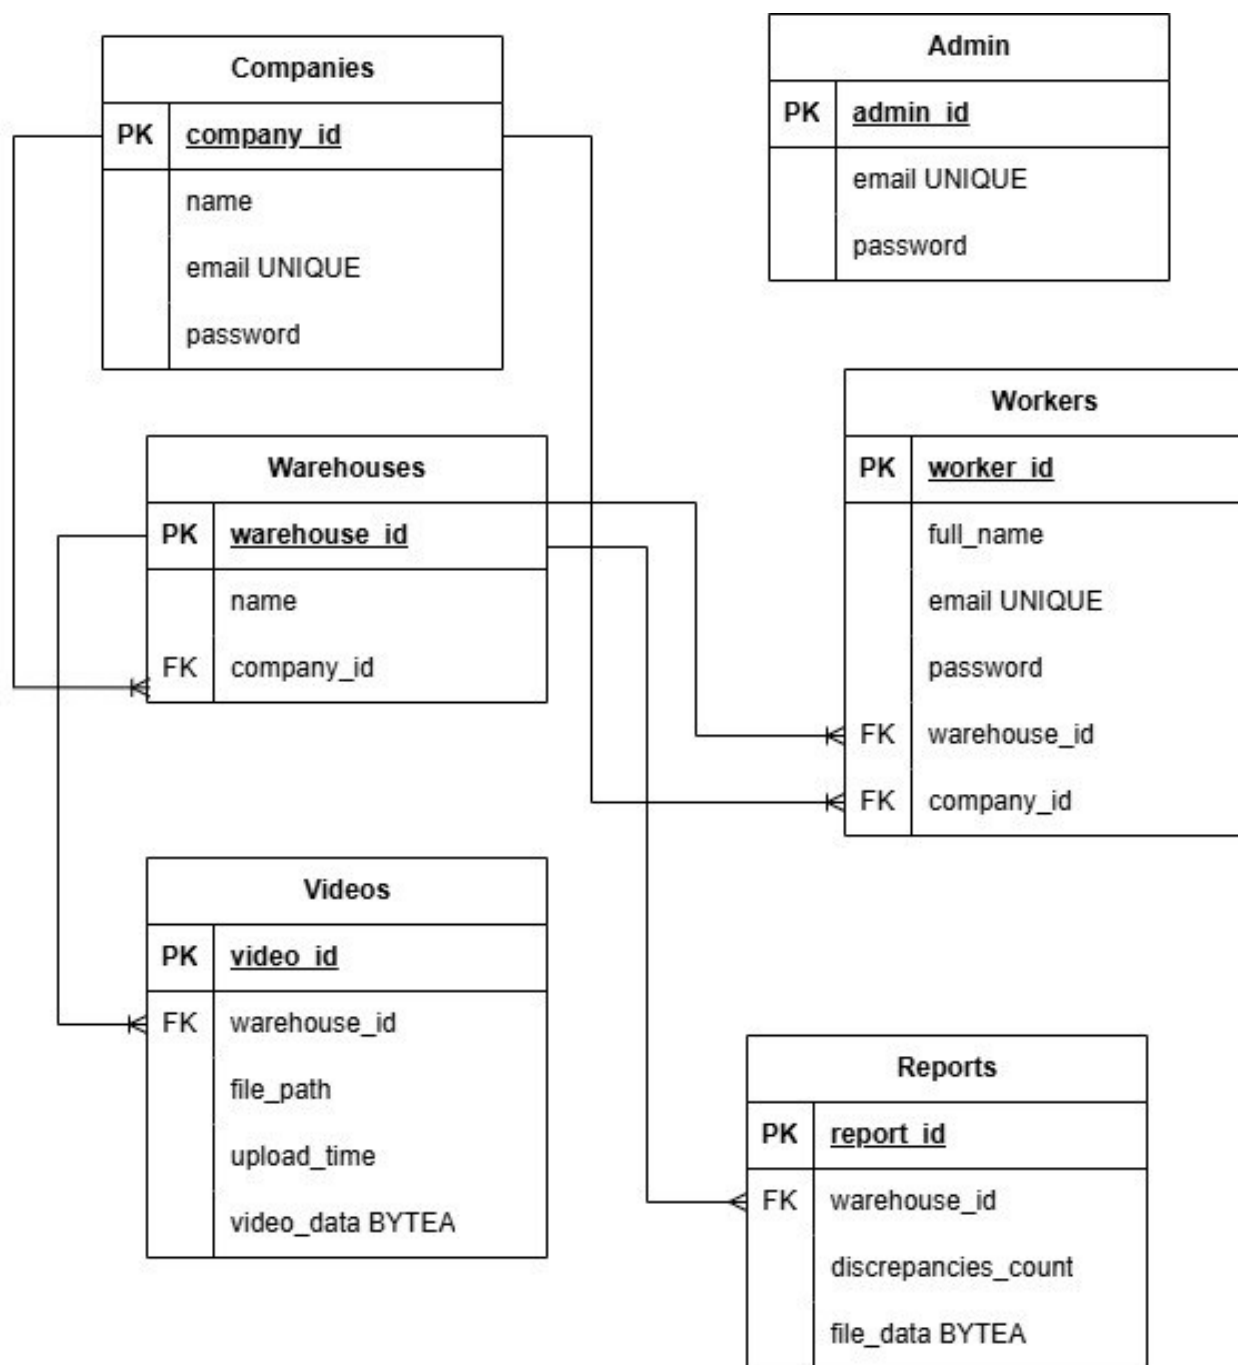 Companies
PK company_id
name
email UNIQUE
password
Admin
PK admin_id
email UNIQUE
password
Warehouses
PK warehouse_id
name
FK company_id
Workers
PK worker_id
full_name
email UNIQUE
password
FK warehouse_id
FK company_id
Videos
PK video_id
FK warehouse_id
file_path
upload_time
video_data BYTEA
Reports
PK report_id
FK warehouse_id
discrepancies_count
file_data BYTEA